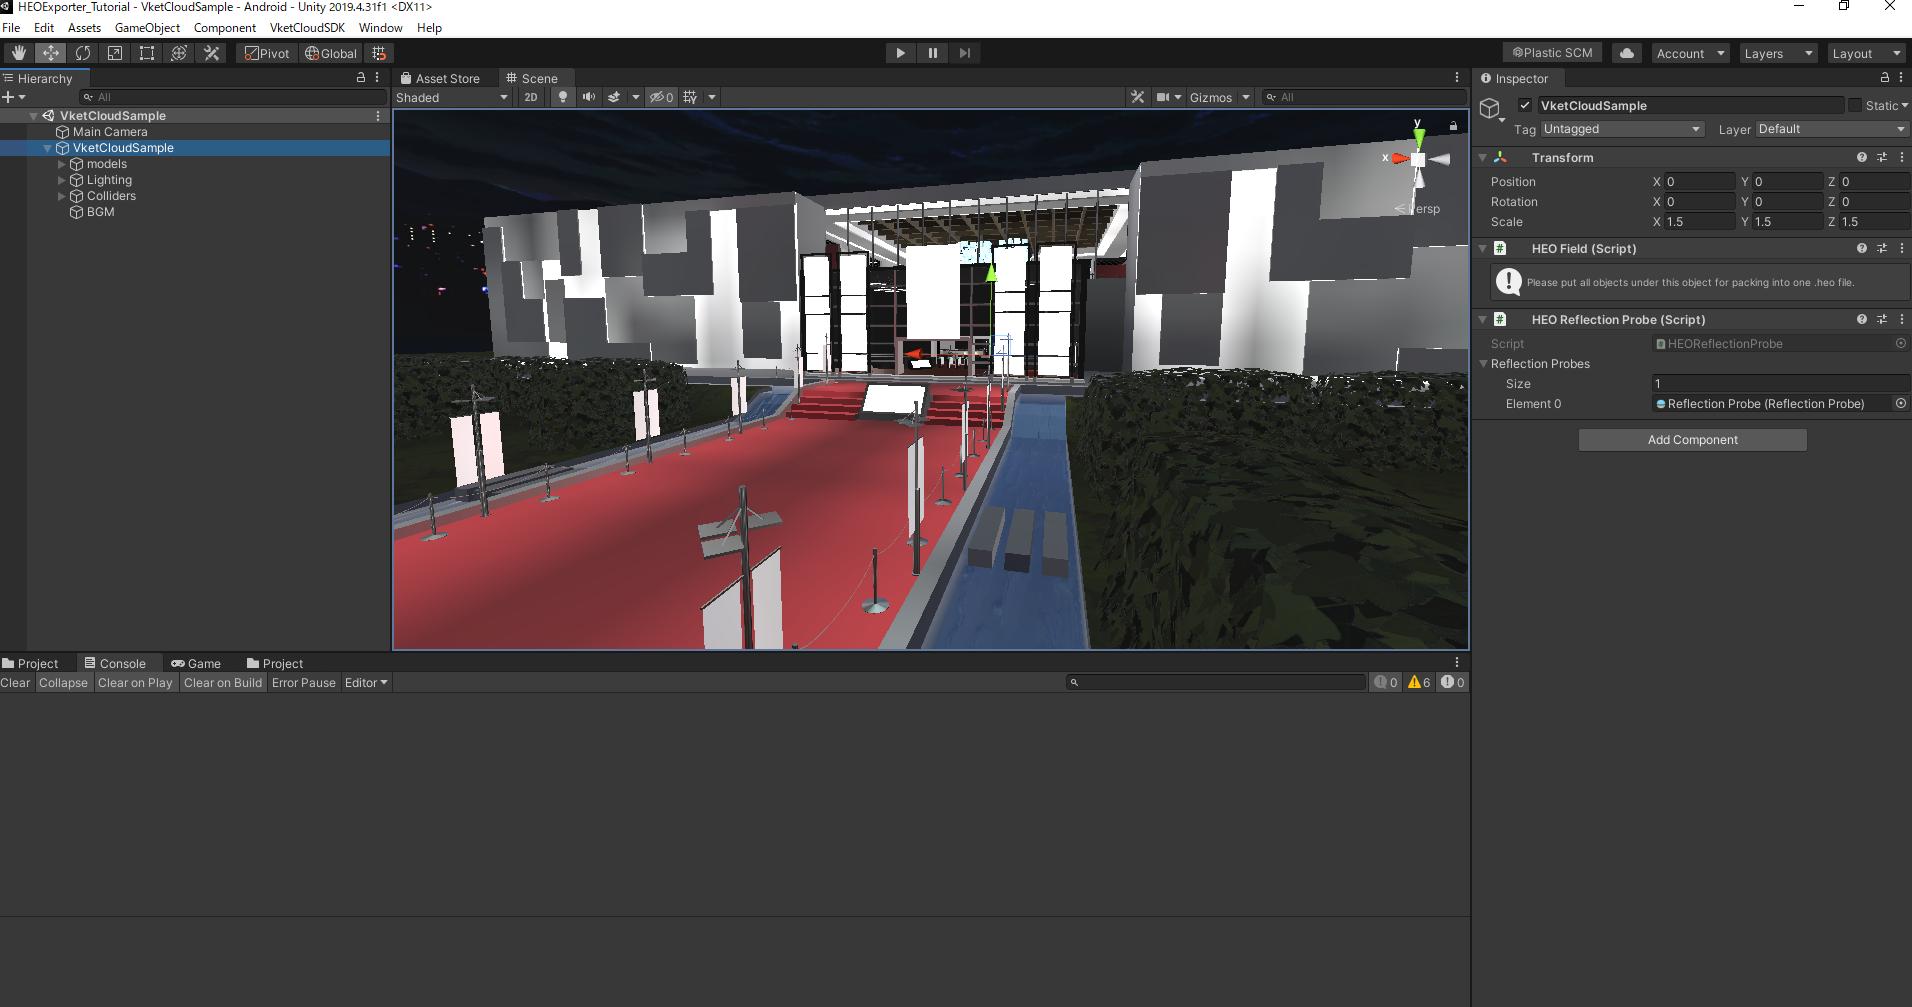 HEOExporter_Tutorial - VketCloudSample - Android - Unity 2019.4.31f1 <DX11>
File Edit Assets GameObject Component VketCloudSDK Window Help
Pivot Global Plastic SCM Account Layers Layout
Hierarchy
All
VketCloudSample
Main Camera
VketCloudSample
models
Lighting
Colliders
BGM
Asset Store Scene
Shaded 2D 0 Gizmos All
y
x
Persp
Inspector
VketCloudSample Static
Tag Untagged Layer Default
Transform
Position X 0 Y 0 Z 0
Rotation X 0 Y 0 Z 0
Scale X 1.5 Y 1.5 Z 1.5
# HEO Field (Script)
Please put all objects under this object for packing into one .heo file.
# HEO Reflection Probe (Script)
Script HEOReflectionProbe
Reflection Probes
Size 1
Element 0 Reflection Probe (Reflection Probe)
Add Component
Project Console Game Project
Clear Collapse Clear on Play Clear on Build Error Pause Editor 0 6 0